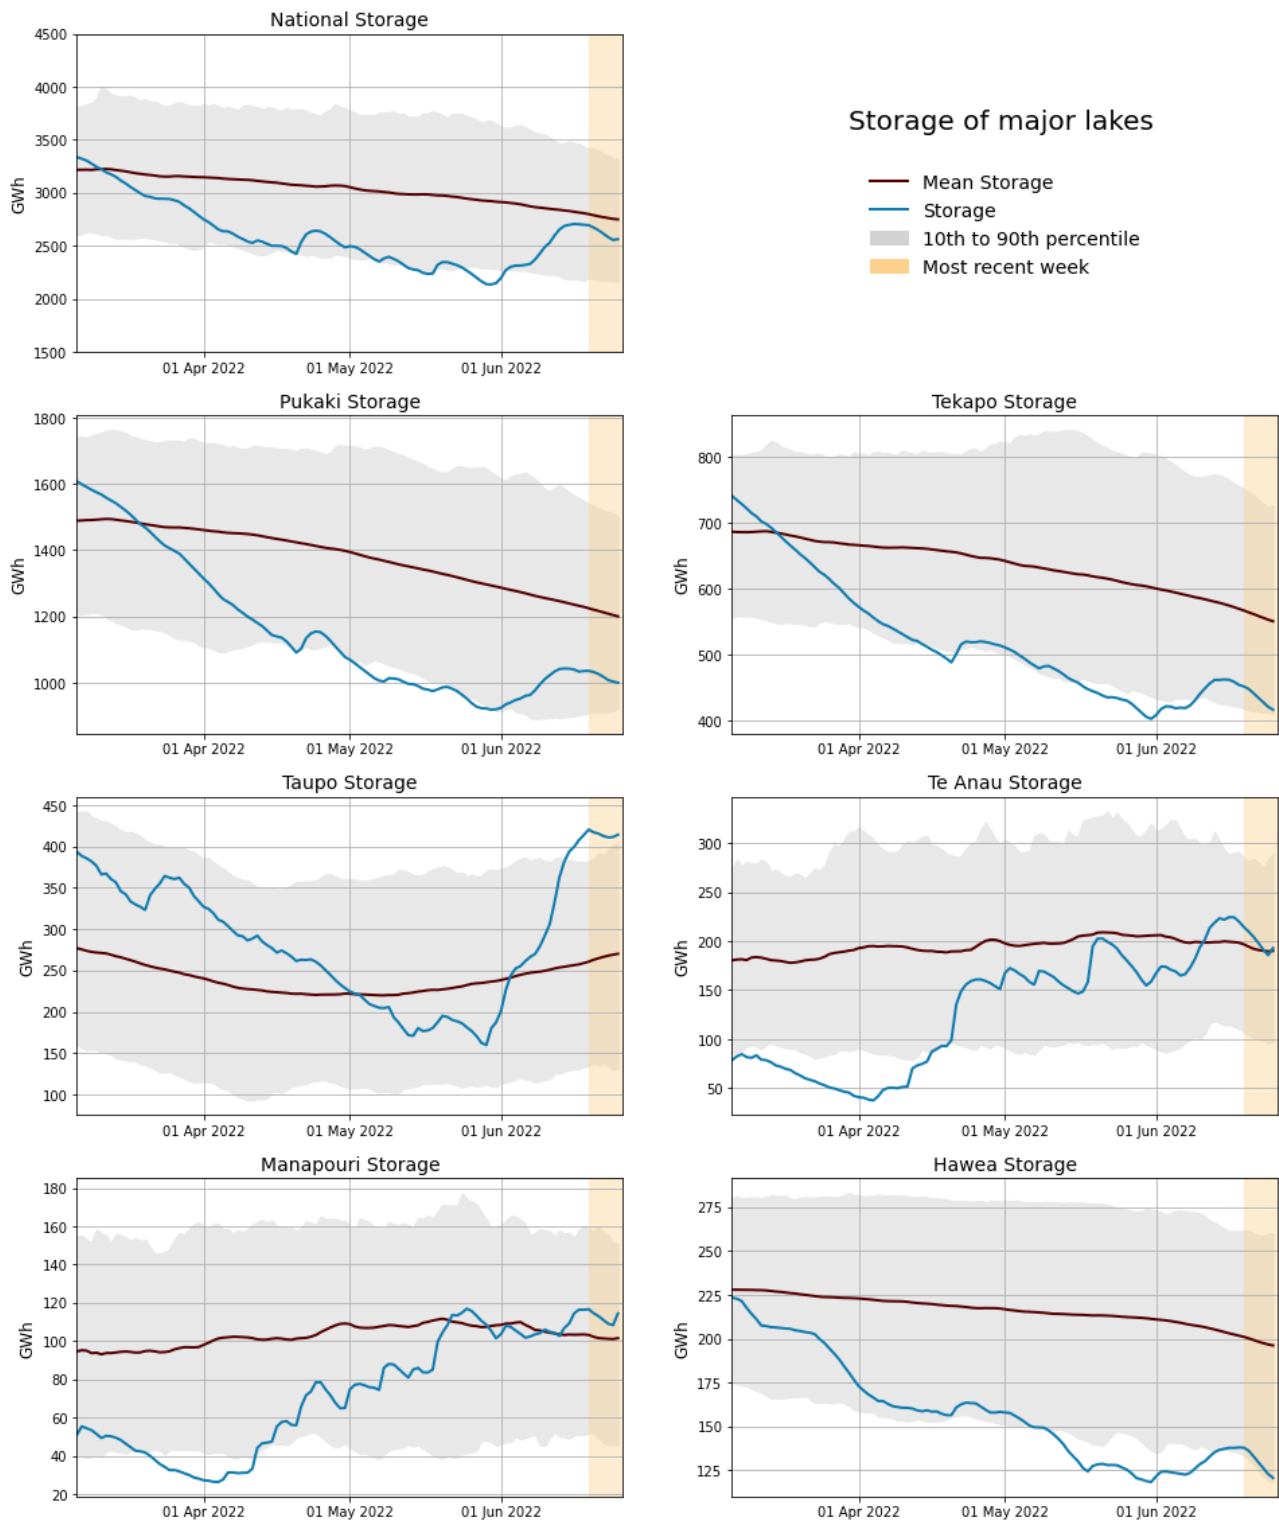 National Storage
4500
4000
3500
3000
2500
2000
1500
GWh
01 Apr 2022
01 May 2022
01 Jun 2022
Storage of major lakes
Mean Storage
Storage
10th to 90th percentile
Most recent week
Pukaki Storage
1800
1600
1400
1200
1000
GWh
01 Apr 2022
01 May 2022
01 Jun 2022
Tekapo Storage
800
700
600
500
400
GWh
01 Apr 2022
01 May 2022
01 Jun 2022
Taupo Storage
450
400
350
300
250
200
150
100
GWh
01 Apr 2022
01 May 2022
01 Jun 2022
Te Anau Storage
300
250
200
150
100
50
GWh
01 Apr 2022
01 May 2022
01 Jun 2022
Manapouri Storage
180
160
140
120
100
80
60
40
20
GWh
01 Apr 2022
01 May 2022
01 Jun 2022
Hawea Storage
275
250
225
200
175
150
125
GWh
01 Apr 2022
01 May 2022
01 Jun 2022